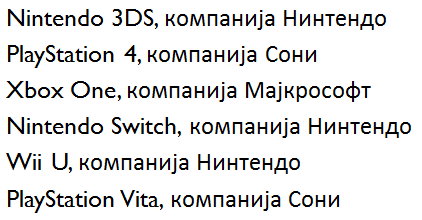 Nintendo 3DS, компанија Нинтендо
PlayStation 4, компанија Сони
Xbox One, компанија Мајкрософт
Nintendo Switch, компанија Нинтендо
Wii U, компанија Нинтендо
PlayStation Vita, компанија Сони